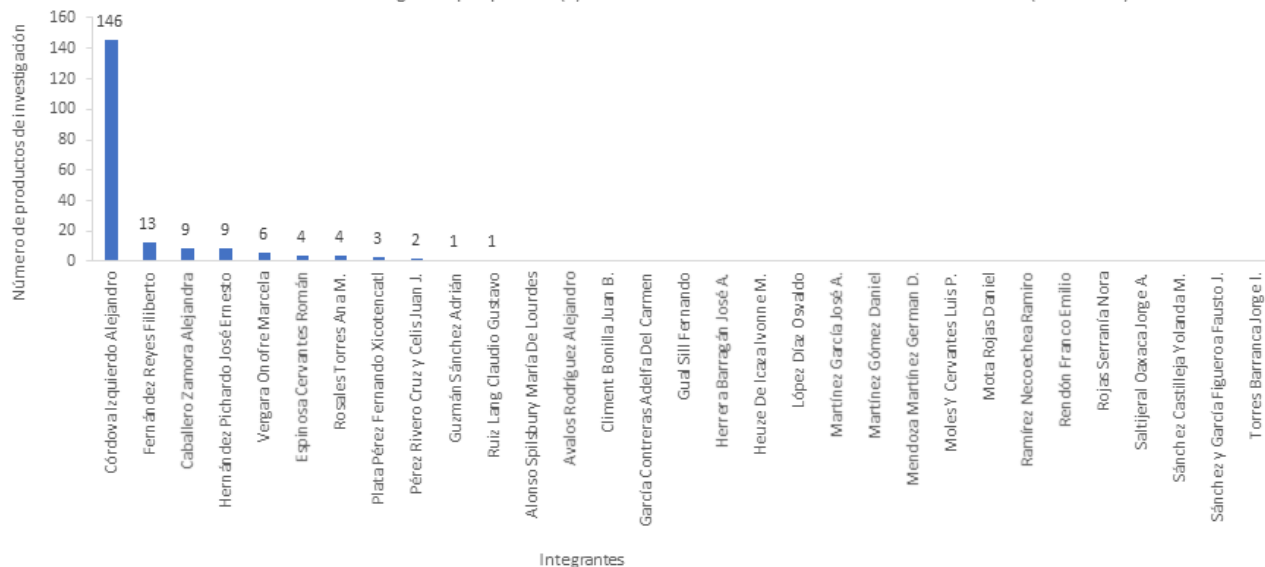 160
140
120
100
80
60
40
20
0
Número de productos de investigación
146
13
9
9
6
4
4
3
2
1
1
Córdova Izquierdo Alejandro
Fernández Reyes Filiberto
Caballero Zamora Alejandra
Hernández Pichardo José Ernesto
Vergara Onofre Marcela
Espinosa Cervantes Román
Rosales Torres Ana M.
Plata Pérez Fernando Xicotencatl
Pérez Rivero Cruz y Celis Juan J.
Guzmán Sánchez Adrián
Ruiz Lang Claudio Gustavo
Alonso Spilsbury María De Lourdes
Avalos Rodríguez Alejandro
Climent Bonilla Juan B.
García Contreras Adelfa Del Carmen
Gual Sill Fernando
Herrera Barragán José A.
Heuze De Icaza Ivonne M.
López Díaz Osvaldo
Martínez García José A.
Martínez Gómez Daniel
Mendoza Martínez German D.
Moles Y Cervantes Luis P.
Mota Rojas Daniel
Ramírez Necoechea Ramiro
Rendón Franco Emilio
Rojas Serranía Nora
Saltijeral Oaxaca Jorge A.
Sánchez Castilleja Yolanda M.
Sánchez y García Figueroa Fausto J.
Torres Barranca Jorge I.
Integrantes